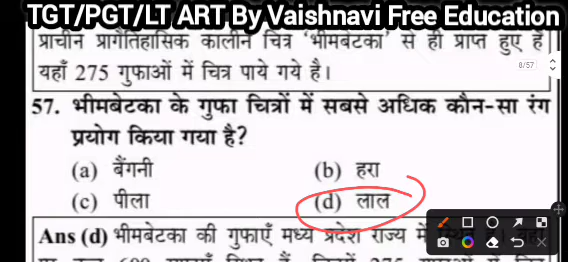 TGT/PGT/LT ART By Vaishnavi Free Education
प्राचीन प्रागैतिहासिक कालीन चित्र 'भीमबेटका' से ही प्राप्त हुए हैं।
यहाँ 275 गुफाओं में चित्र पाये गये है।
8/57
57. भीमबेटका के गुफा चित्रों में सबसे अधिक कौन-सा रंग
प्रयोग किया गया है?
(a) बैंगनी (b) हरा
(c) पीला (d) लाल
Ans (d) भीमबेटका की गुफाएँ मध्य प्रदेश राज्य में स्थित